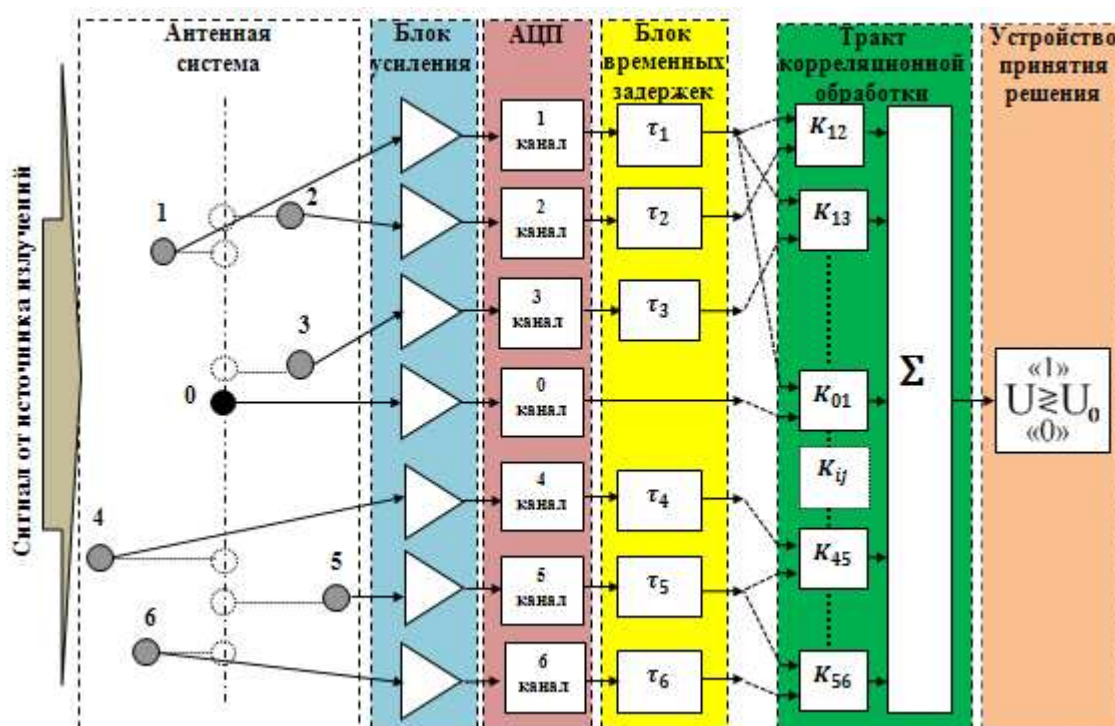 Антенная
система
Блок
усиления
АЦП
Блок
временных
задержек
Тракт
корреляционной
обработки
Устройство
принятия
решения
Сигнал от источника излучений
1
2
3
0
4
5
6
1
канал
2
канал
3
канал
0
канал
4
канал
5
канал
6
канал
τ₁
τ₂
τ₃
τ₄
τ₅
τ₆
K₁₂
K₁₃
K₀₁
Kᵢⱼ
K₄₅
K₅₆
Σ
«1»
U≷U₀
«0»